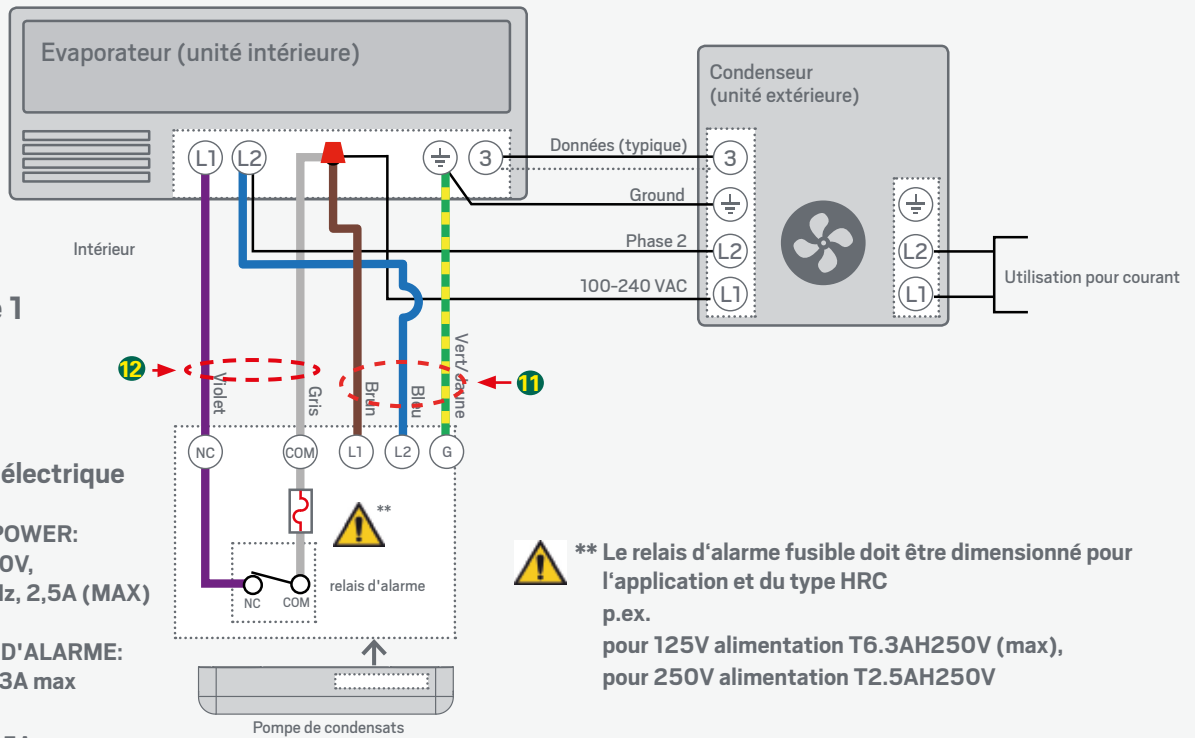 Evaporateur (unité intérieure)
Condenseur
(unité extérieure)
L1
L2
3
Données (typique)
3
Ground
Phase 2
L2
L2
100-240 VAC
L1
L1
Utilisation pour courant
Intérieur
1
12
11
Violet
Gris
Brun
Bleu
Vert/Jaune
NC
COM
L1
L2
G
électrique
POWER:
0V,
Hz, 2,5A (MAX)
D'ALARME:
3A max
**
relais d'alarme
NC
COM
Pompe de condensats
** Le relais d'alarme fusible doit être dimensionné pour
l'application et du type HRC
p.ex.
pour 125V alimentation T6.3AH250V (max),
pour 250V alimentation T2.5AH250V